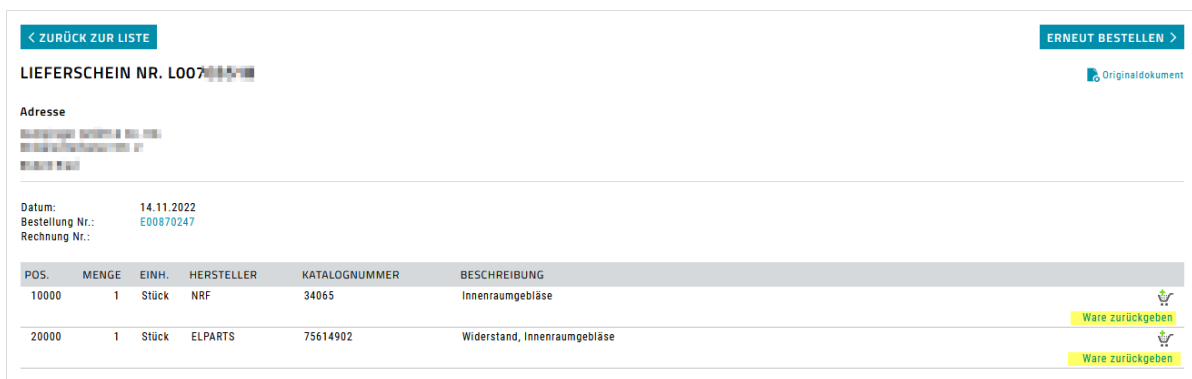 < ZURÜCK ZUR LISTE
ERNEUT BESTELLEN >
LIEFERSCHEIN NR. L007
Originaldokument
Adresse
Datum: 14.11.2022
Bestellung Nr.: E00870247
Rechnung Nr.:
POS. MENGE EINH. HERSTELLER KATALOGNUMMER BESCHREIBUNG
10000 1 Stück NRF 34065 Innenraumgebläse
Ware zurückgeben
20000 1 Stück ELPARTS 75614902 Widerstand, Innenraumgebläse
Ware zurückgeben